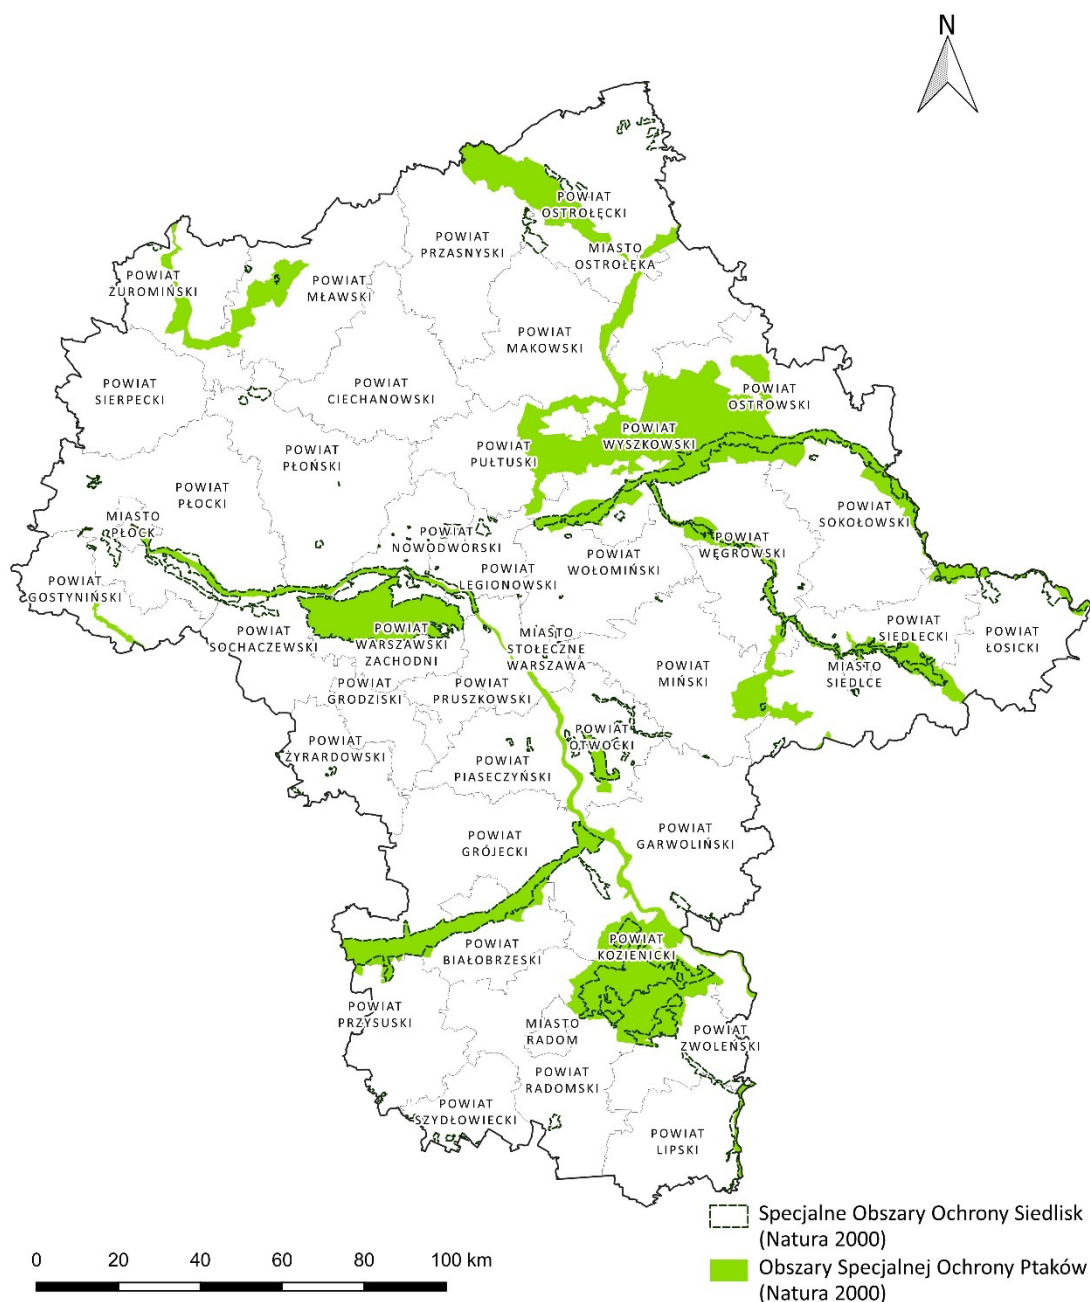 N
POWIAT
OSTROŁĘCKI
POWIAT
PRZASNYSKI
MIASTO
OSTROŁĘKA
POWIAT
ŻUROMIŃSKI
POWIAT
MŁAWSKI
POWIAT
MAKOWSKI
POWIAT
SIERPECKI
POWIAT
CIECHANOWSKI
POWIAT
OSTROWSKI
POWIAT
WYSZKOWSKI
POWIAT
PUŁTUSKI
POWIAT
PŁOŃSKI
POWIAT
PŁOCKI
POWIAT
SOKOŁOWSKI
MIASTO
PŁOCK
POWIAT
NOWODWORSKI
POWIAT
WĘGROWSKI
POWIAT
WOŁOMIŃSKI
POWIAT
LEGIONOWSKI
POWIAT
GOSTYNIŃSKI
POWIAT
SOCHACZEWSKI
POWIAT
WARSZAWSKI
ZACHODNI
MIASTO
STOŁECZNE
WARSZAWA
POWIAT
SIEDLECKI
POWIAT
ŁOSICKI
POWIAT
MIŃSKI
MIASTO
SIEDLCE
POWIAT
GRODZISKI
POWIAT
PRUSZKOWSKI
POWIAT
OTWOCKI
POWIAT
ŻYRARDOWSKI
POWIAT
PIASECZYŃSKI
POWIAT
GRÓJECKI
POWIAT
GARWOLIŃSKI
POWIAT
BIAŁOBRZESKI
POWIAT
KOZIENICKI
POWIAT
PRZYSUSKI
MIASTO
RADOM
POWIAT
ZWOLEŃSKI
POWIAT
RADOMSKI
POWIAT
SZYDŁOWIECKI
POWIAT
LIPSKI
Specjalne Obszary Ochrony Siedlisk
(Natura 2000)
Obszary Specjalnej Ochrony Ptaków
(Natura 2000)
0 20 40 60 80 100 km